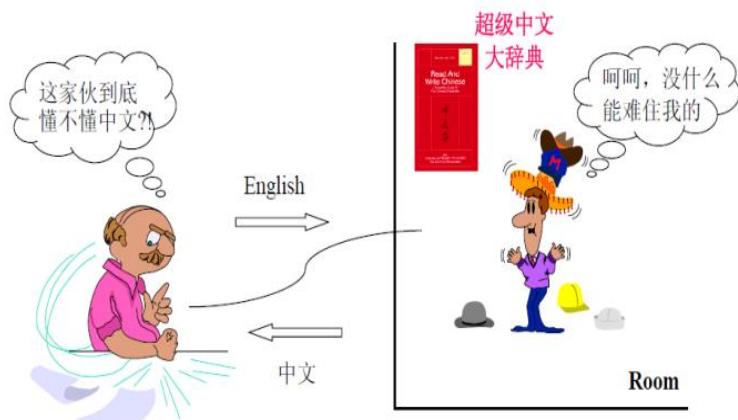 这家伙到底
懂不懂中文?!
English
中文
超级中文
大辞典
Read And
Write Chinese
呵呵，没什么
能难住我的
M
Room